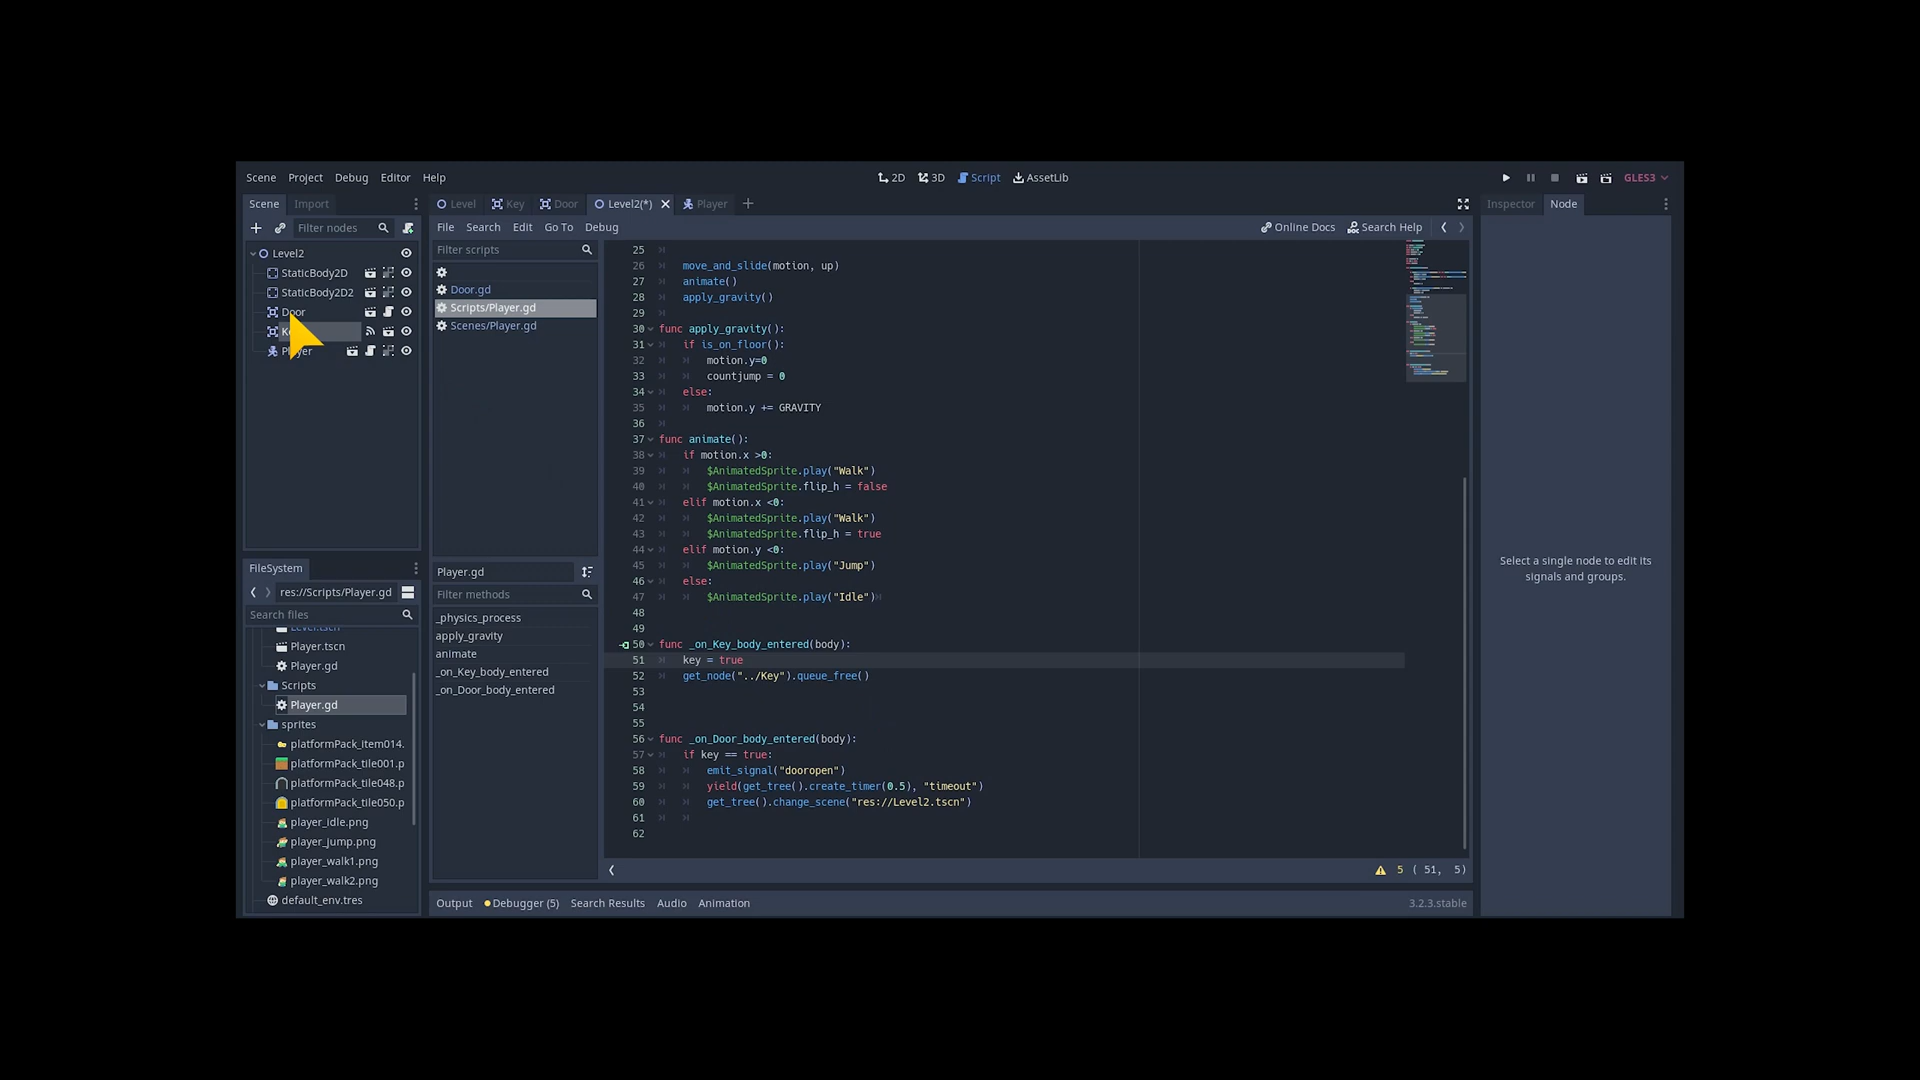 Scene Project Debug Editor Help
2D 3D Script AssetLib
GLES3
Scene Import
Level Key Door Level2(*) Player
Inspector Node
Filter nodes
File Search Edit Go To Debug
Online Docs Search Help
Level2
StaticBody2D
StaticBody2D2
Door
Player
Filter scripts
Door.gd
Scripts/Player.gd
Scenes/Player.gd
25
26 move_and_slide(motion, up)
27 animate()
28 apply_gravity()
29
30 func apply_gravity():
31 if is_on_floor():
32 motion.y=0
33 countjump = 0
34 else:
35 motion.y += GRAVITY
36
37 func animate():
38 if motion.x >0:
39 $AnimatedSprite.play("Walk")
40 $AnimatedSprite.flip_h = false
41 elif motion.x <0:
42 $AnimatedSprite.play("Walk")
43 $AnimatedSprite.flip_h = true
44 elif motion.y <0:
45 $AnimatedSprite.play("Jump")
46 else:
47 $AnimatedSprite.play("Idle")
48
49
50 func _on_Key_body_entered(body):
51 key = true
52 get_node("../Key").queue_free()
53
54
55
56 func _on_Door_body_entered(body):
57 if key == true:
58 emit_signal("dooropen")
59 yield(get_tree().create_timer(0.5), "timeout")
60 get_tree().change_scene("res://Level2.tscn")
61
62
Select a single node to edit its
signals and groups.
FileSystem
res://Scripts/Player.gd
Search files
Level.tscn
Player.tscn
Player.gd
Scripts
Player.gd
sprites
platformPack_item014.
platformPack_tile001.p
platformPack_tile048.p
platformPack_tile050.p
player_idle.png
player_jump.png
player_walk1.png
player_walk2.png
default_env.tres
Player.gd
Filter methods
_physics_process
apply_gravity
animate
_on_Key_body_entered
_on_Door_body_entered
5 ( 51, 5)
Output Debugger (5) Search Results Audio Animation
3.2.3.stable